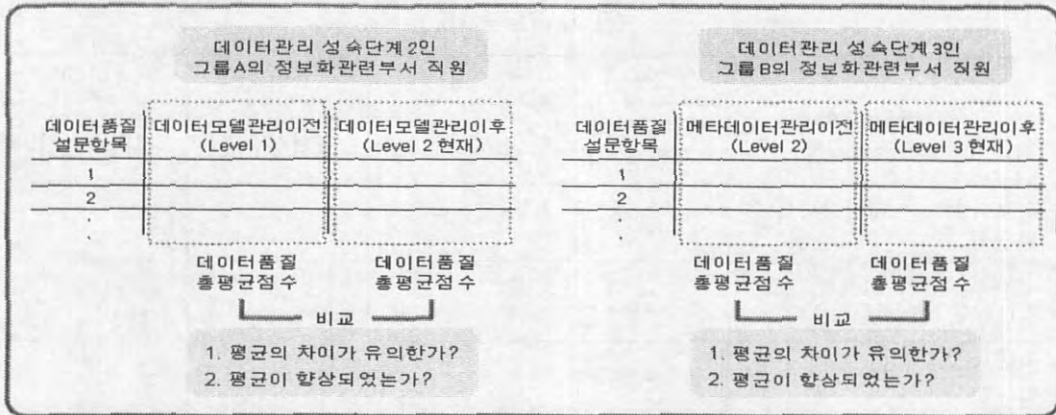 데이터관리 성숙단계2인
그룹A의 정보화관련부서 직원
데이터품질
설문항목
데이터모델관리이전
(Level 1)
데이터모델관리이후
(Level 2 현재)
1
2
.
데이터품질
총평균점수
데이터품질
총평균점수
비교
1. 평균의 차이가 유의한가?
2. 평균이 향상되었는가?
데이터관리 성숙단계3인
그룹B의 정보화관련부서 직원
데이터품질
설문항목
메타데이터관리이전
(Level 2)
메타데이터관리이후
(Level 3 현재)
1
2
.
데이터품질
총평균점수
데이터품질
총평균점수
비교
1. 평균의 차이가 유의한가?
2. 평균이 향상되었는가?